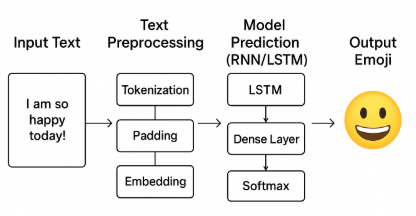 Input Text
Text
Preprocessing
Model
Prediction
(RNN/LSTM)
Output
Emoji
I am so
happy
today!
Tokenization
Padding
Embedding
LSTM
Dense Layer
Softmax